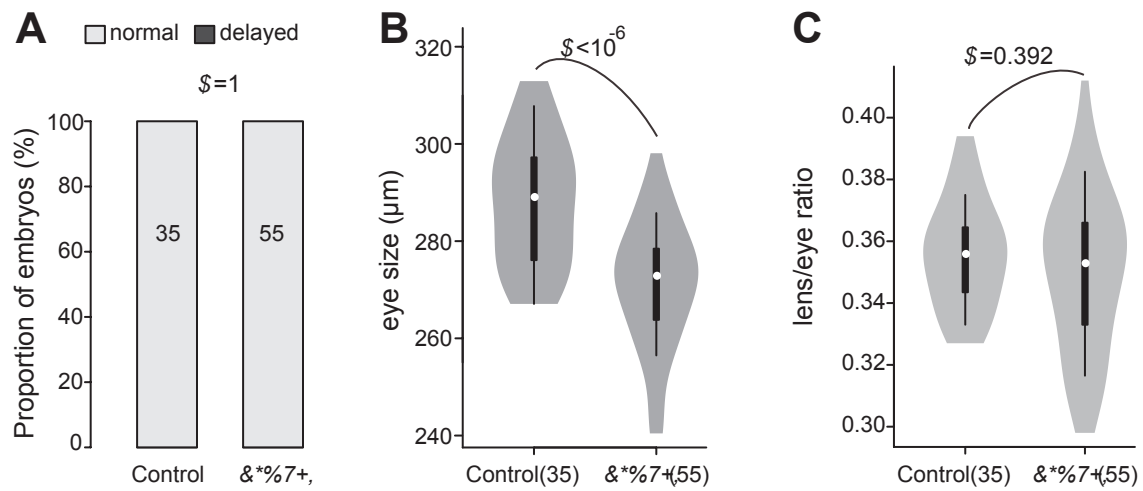 A
normal
delayed
$=1
Proportion of embryos (%)
100
80
60
40
20
0
35
55
Control
&*%7+,
B
$<10-6
eye size (µm)
320
300
280
260
240
Control(35)
&*%7+(,55)
C
$=0.392
lens/eye ratio
0.40
0.38
0.36
0.34
0.32
0.30
Control(35)
&*%7+(,55)